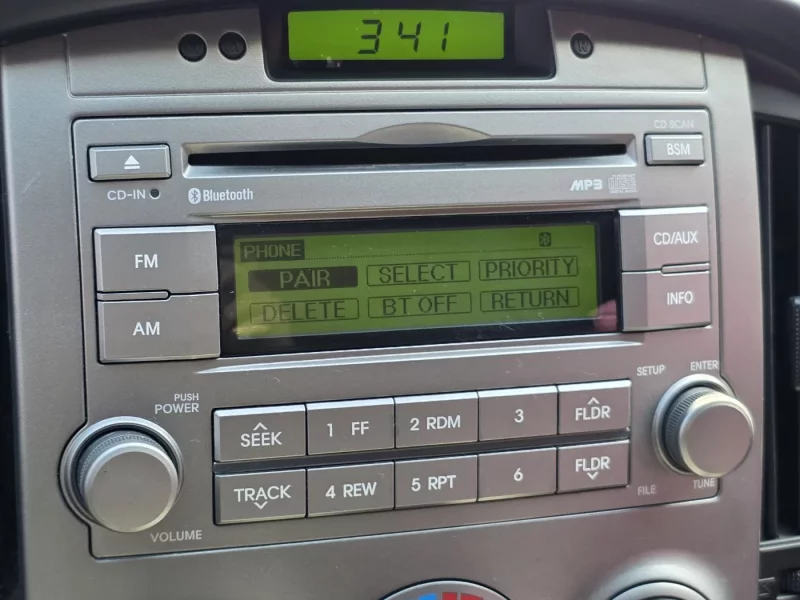 341
CD SCAN
BSM
CD-IN
Bluetooth
MP3
FM
AM
PHONE
PAIR SELECT PRIORITY
DELETE BT OFF RETURN
CD/AUX
INFO
PUSH
POWER
VOLUME
SEEK 1 FF 2 RDM 3 FLDR
TRACK 4 REW 5 RPT 6 FLDR
SETUP ENTER
FILE TUNE